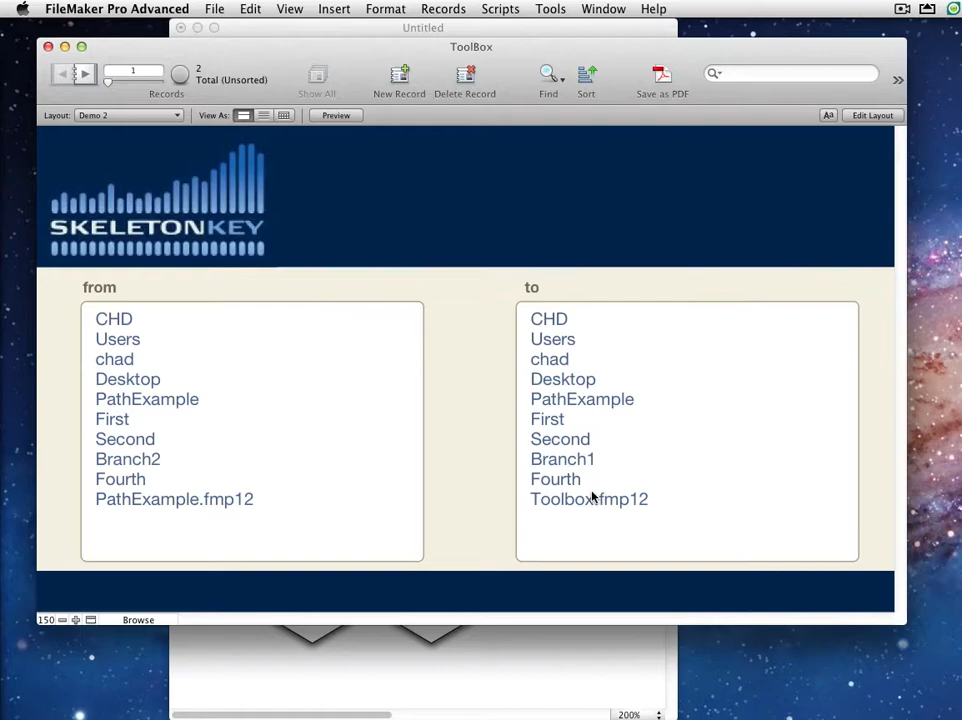 FileMaker Pro Advanced File Edit View Insert Format Records Scripts Tools Window Help
Untitled
ToolBox
1
2
Total (Unsorted)
Records
Show All
New Record
Delete Record
Find
Sort
Save as PDF
Layout: Demo 2
View As:
Preview
Aa
Edit Layout
SKELETONKEY
from
CHD
Users
chad
Desktop
PathExample
First
Second
Branch2
Fourth
PathExample.fmp12
to
CHD
Users
chad
Desktop
PathExample
First
Second
Branch1
Fourth
Toolbox.fmp12
150
Browse
200%